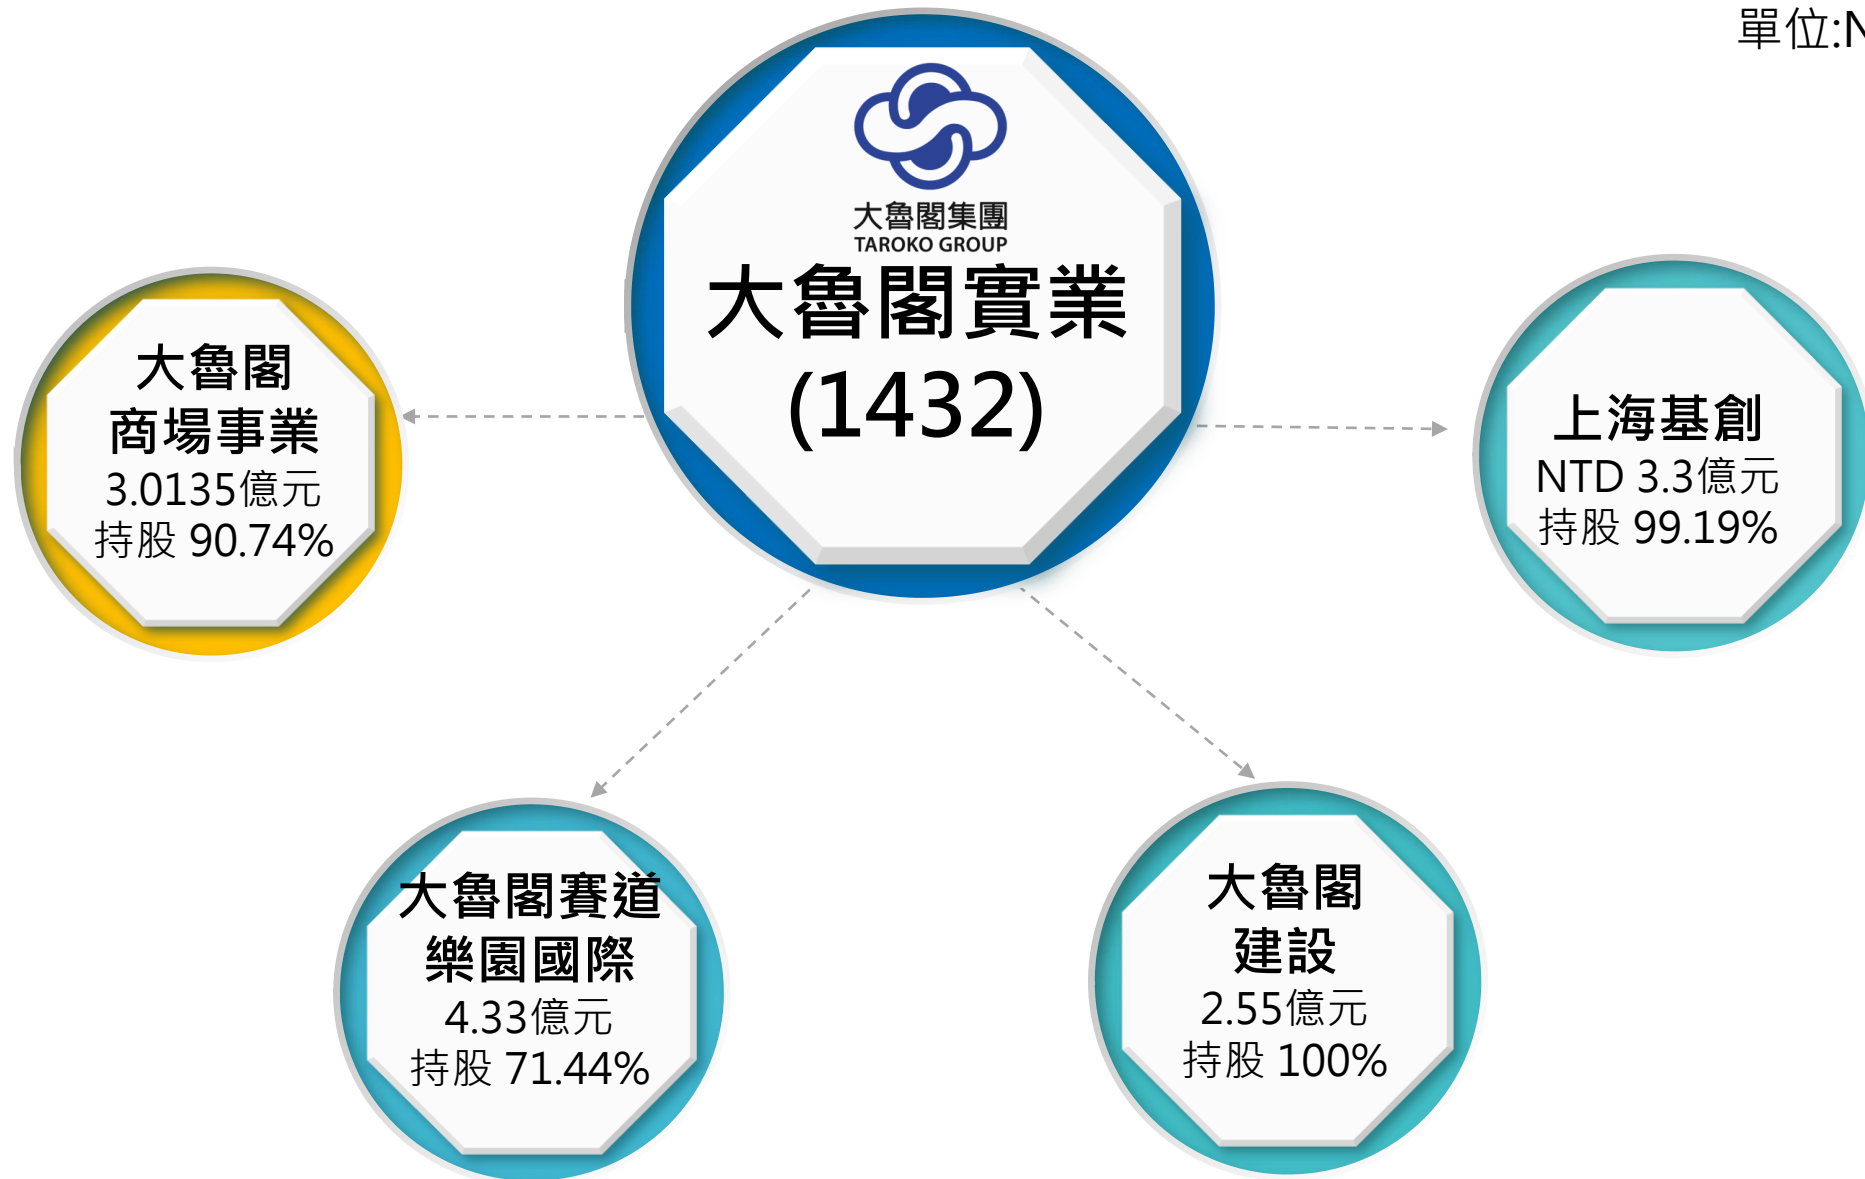 單位:N
大魯閣集團
TAROKO GROUP
大魯閣實業
(1432)
大魯閣
商場事業
3.0135億元
持股 90.74%
上海基創
NTD 3.3億元
持股 99.19%
大魯閣賽道
樂園國際
4.33億元
持股 71.44%
大魯閣
建設
2.55億元
持股 100%